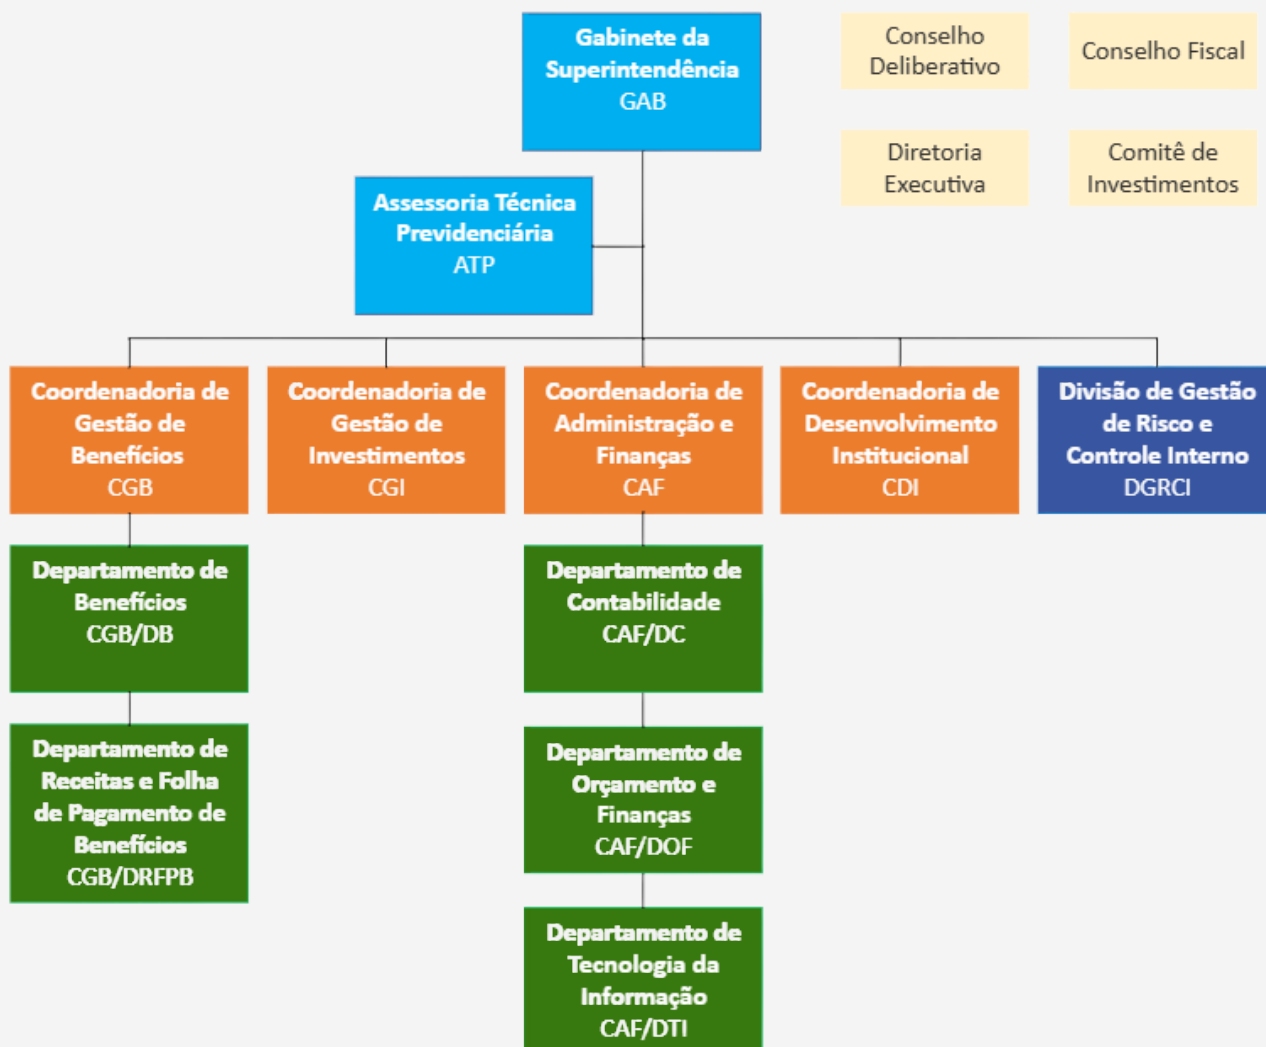 Gabinete da
Superintendência
GAB
Conselho
Deliberativo
Conselho Fiscal
Diretoria
Executiva
Comitê de
Investimentos
Assessoria Técnica
Previdenciária
ATP
Coordenadoria de
Gestão de
Benefícios
CGB
Coordenadoria de
Gestão de
Investimentos
CGI
Coordenadoria de
Administração e
Finanças
CAF
Coordenadoria de
Desenvolvimento
Institucional
CDI
Divisão de Gestão
de Risco e
Controle Interno
DGRCI
Departamento de
Benefícios
CGB/DB
Departamento de
Contabilidade
CAF/DC
Departamento de
Receitas e Folha
de Pagamento de
Benefícios
CGB/DRFPB
Departamento de
Orçamento e
Finanças
CAF/DOF
Departamento de
Tecnologia da
Informação
CAF/DTI